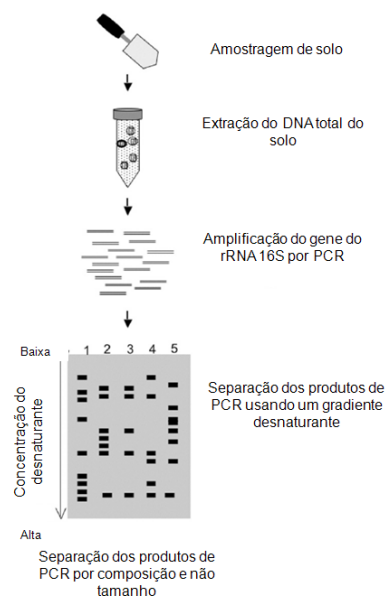 Amostragem de solo
Extração do DNA total do
solo
Amplificação do gene do
rRNA 16S por PCR
Baixa
1 2 3 4 5
Concentração do
desnaturante
Separação dos produtos de
PCR usando um gradiente
desnaturante
Alta
Separação dos produtos de
PCR por composição e não
tamanho